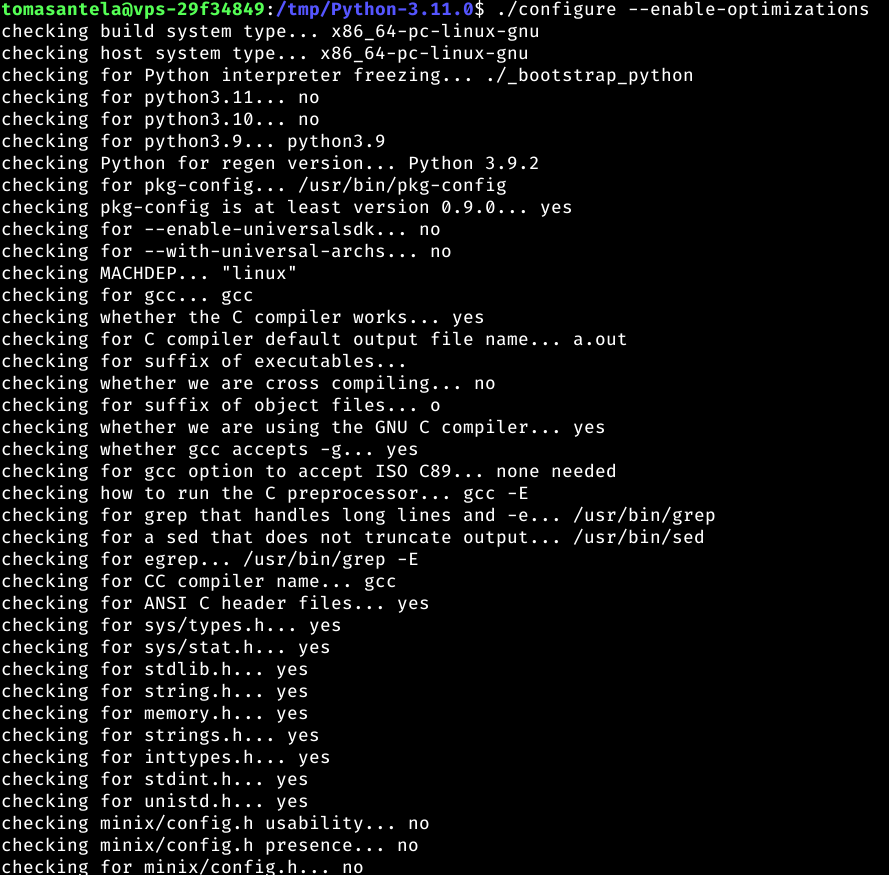 tomasantela@vps-29f34849:/tmp/Python-3.11.0$ ./configure --enable-optimizations
checking build system type... x86_64-pc-linux-gnu
checking host system type... x86_64-pc-linux-gnu
checking for Python interpreter freezing... ./_bootstrap_python
checking for python3.11... no
checking for python3.10... no
checking for python3.9... python3.9
checking Python for regen version... Python 3.9.2
checking for pkg-config... /usr/bin/pkg-config
checking pkg-config is at least version 0.9.0... yes
checking for --enable-universalsdk... no
checking for --with-universal-archs... no
checking MACHDEP... "linux"
checking for gcc... gcc
checking whether the C compiler works... yes
checking for C compiler default output file name... a.out
checking for suffix of executables...
checking whether we are cross compiling... no
checking for suffix of object files... o
checking whether we are using the GNU C compiler... yes
checking whether gcc accepts -g... yes
checking for gcc option to accept ISO C89... none needed
checking how to run the C preprocessor... gcc -E
checking for grep that handles long lines and -e... /usr/bin/grep
checking for a sed that does not truncate output... /usr/bin/sed
checking for egrep... /usr/bin/grep -E
checking for CC compiler name... gcc
checking for ANSI C header files... yes
checking for sys/types.h... yes
checking for sys/stat.h... yes
checking for stdlib.h... yes
checking for string.h... yes
checking for memory.h... yes
checking for strings.h... yes
checking for inttypes.h... yes
checking for stdint.h... yes
checking for unistd.h... yes
checking minix/config.h usability... no
checking minix/config.h presence... no
checking for minix/config.h... no